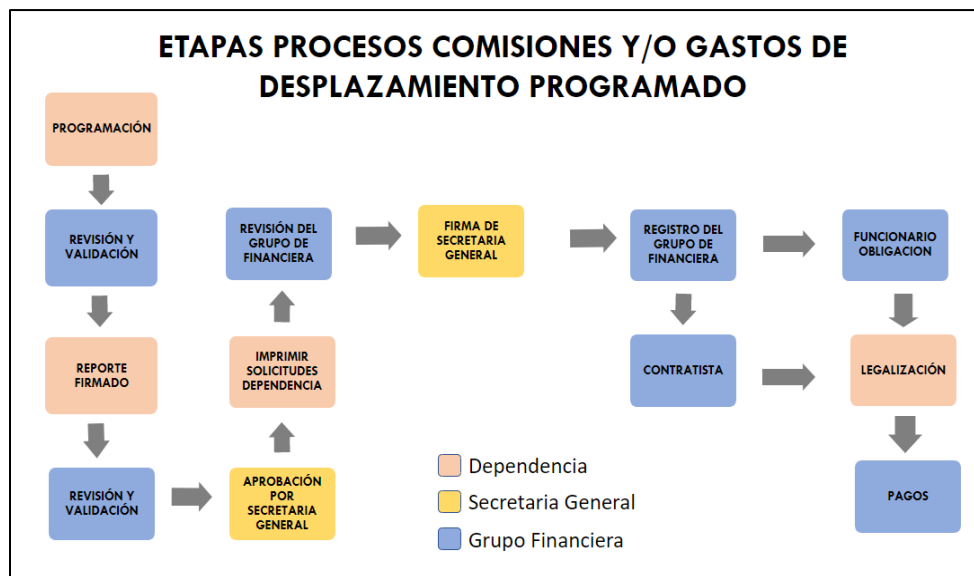 ETAPAS PROCESOS COMISIONES Y/O GASTOS DE
DESPLAZAMIENTO PROGRAMADO
PROGRAMACIÓN
REVISIÓN Y
VALIDACIÓN
REPORTE
FIRMADO
REVISIÓN Y
VALIDACIÓN
APROBACIÓN
POR
SECRETARIA
GENERAL
IMPRIMIR
SOLICITUDES
DEPENDENCIA
REVISIÓN DEL
GRUPO DE
FINANCIERA
FIRMA DE
SECRETARIA
GENERAL
REGISTRO DEL
GRUPO DE
FINANCIERA
FUNCIONARIO
OBLIGACION
CONTRATISTA
LEGALIZACIÓN
PAGOS
Dependencia
Secretaria General
Grupo Financiera